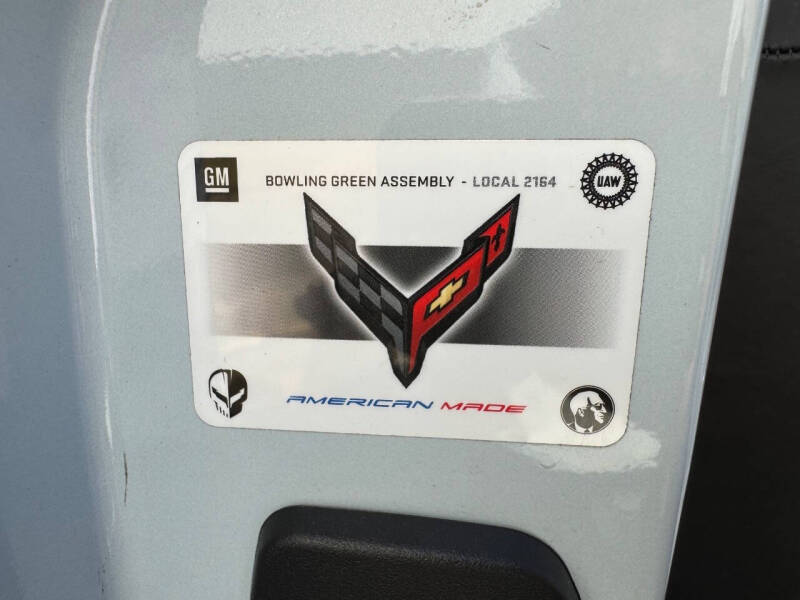 GM
BOWLING GREEN ASSEMBLY - LOCAL 2164
UAW
AMERICAN MADE